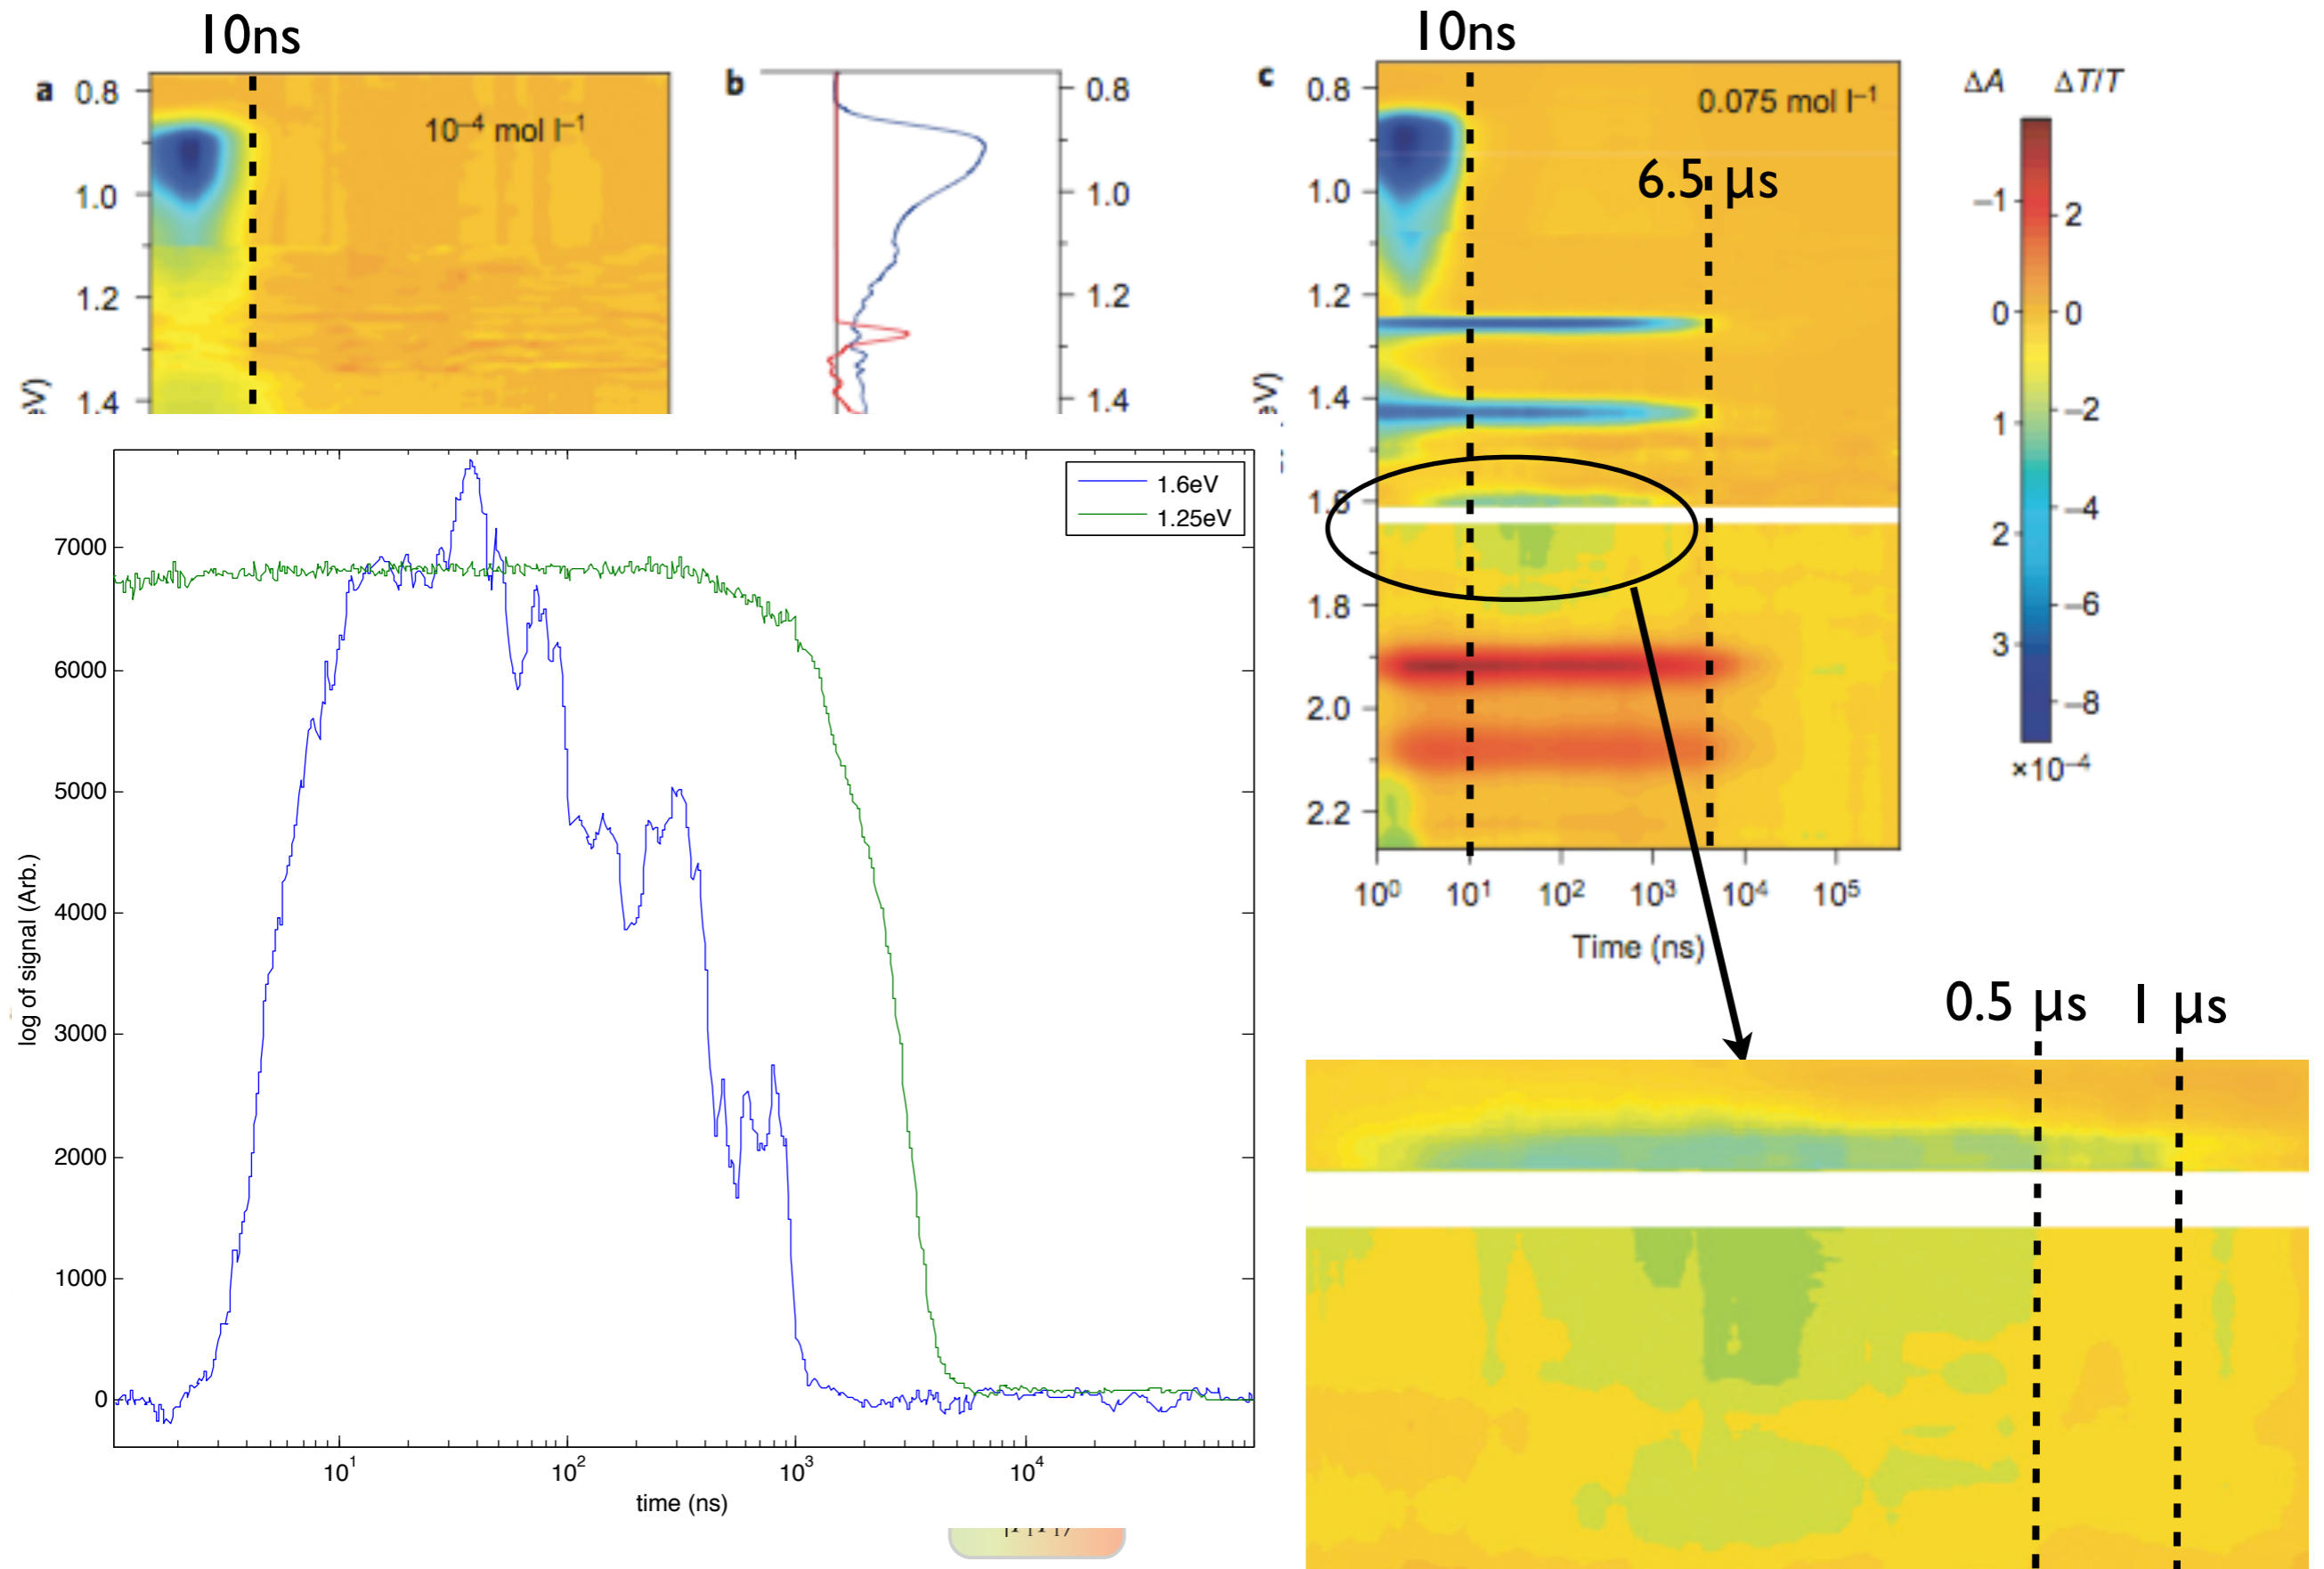 10ns
a
0.8
1.0
1.2
1.4
eV)
10⁻⁴ mol l⁻¹
b
0.8
1.0
1.2
1.4
10ns
c
0.8
1.0
1.2
1.4
1.6
1.8
2.0
2.2
eV)
0.075 mol l⁻¹
6.5 µs
10⁰ 10¹ 10² 10³ 10⁴ 10⁵
Time (ns)
ΔA ΔT/T
−1 2
0 0
1 −2
−4
2
−6
3
−8
×10⁻⁴
1.6eV
1.25eV
7000
6000
5000
4000
3000
2000
1000
0
log of signal (Arb.)
10¹ 10² 10³ 10⁴
time (ns)
0.5 µs 1 µs